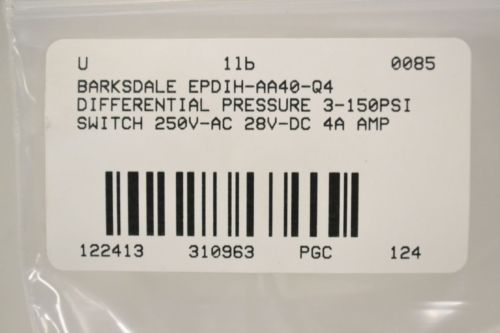 U 1lb 0085
BARKSDALE EPDIH-AA40-Q4
DIFFERENTIAL PRESSURE 3-150PSI
SWITCH 250V-AC 28V-DC 4A AMP
122413 310963 PGC 124